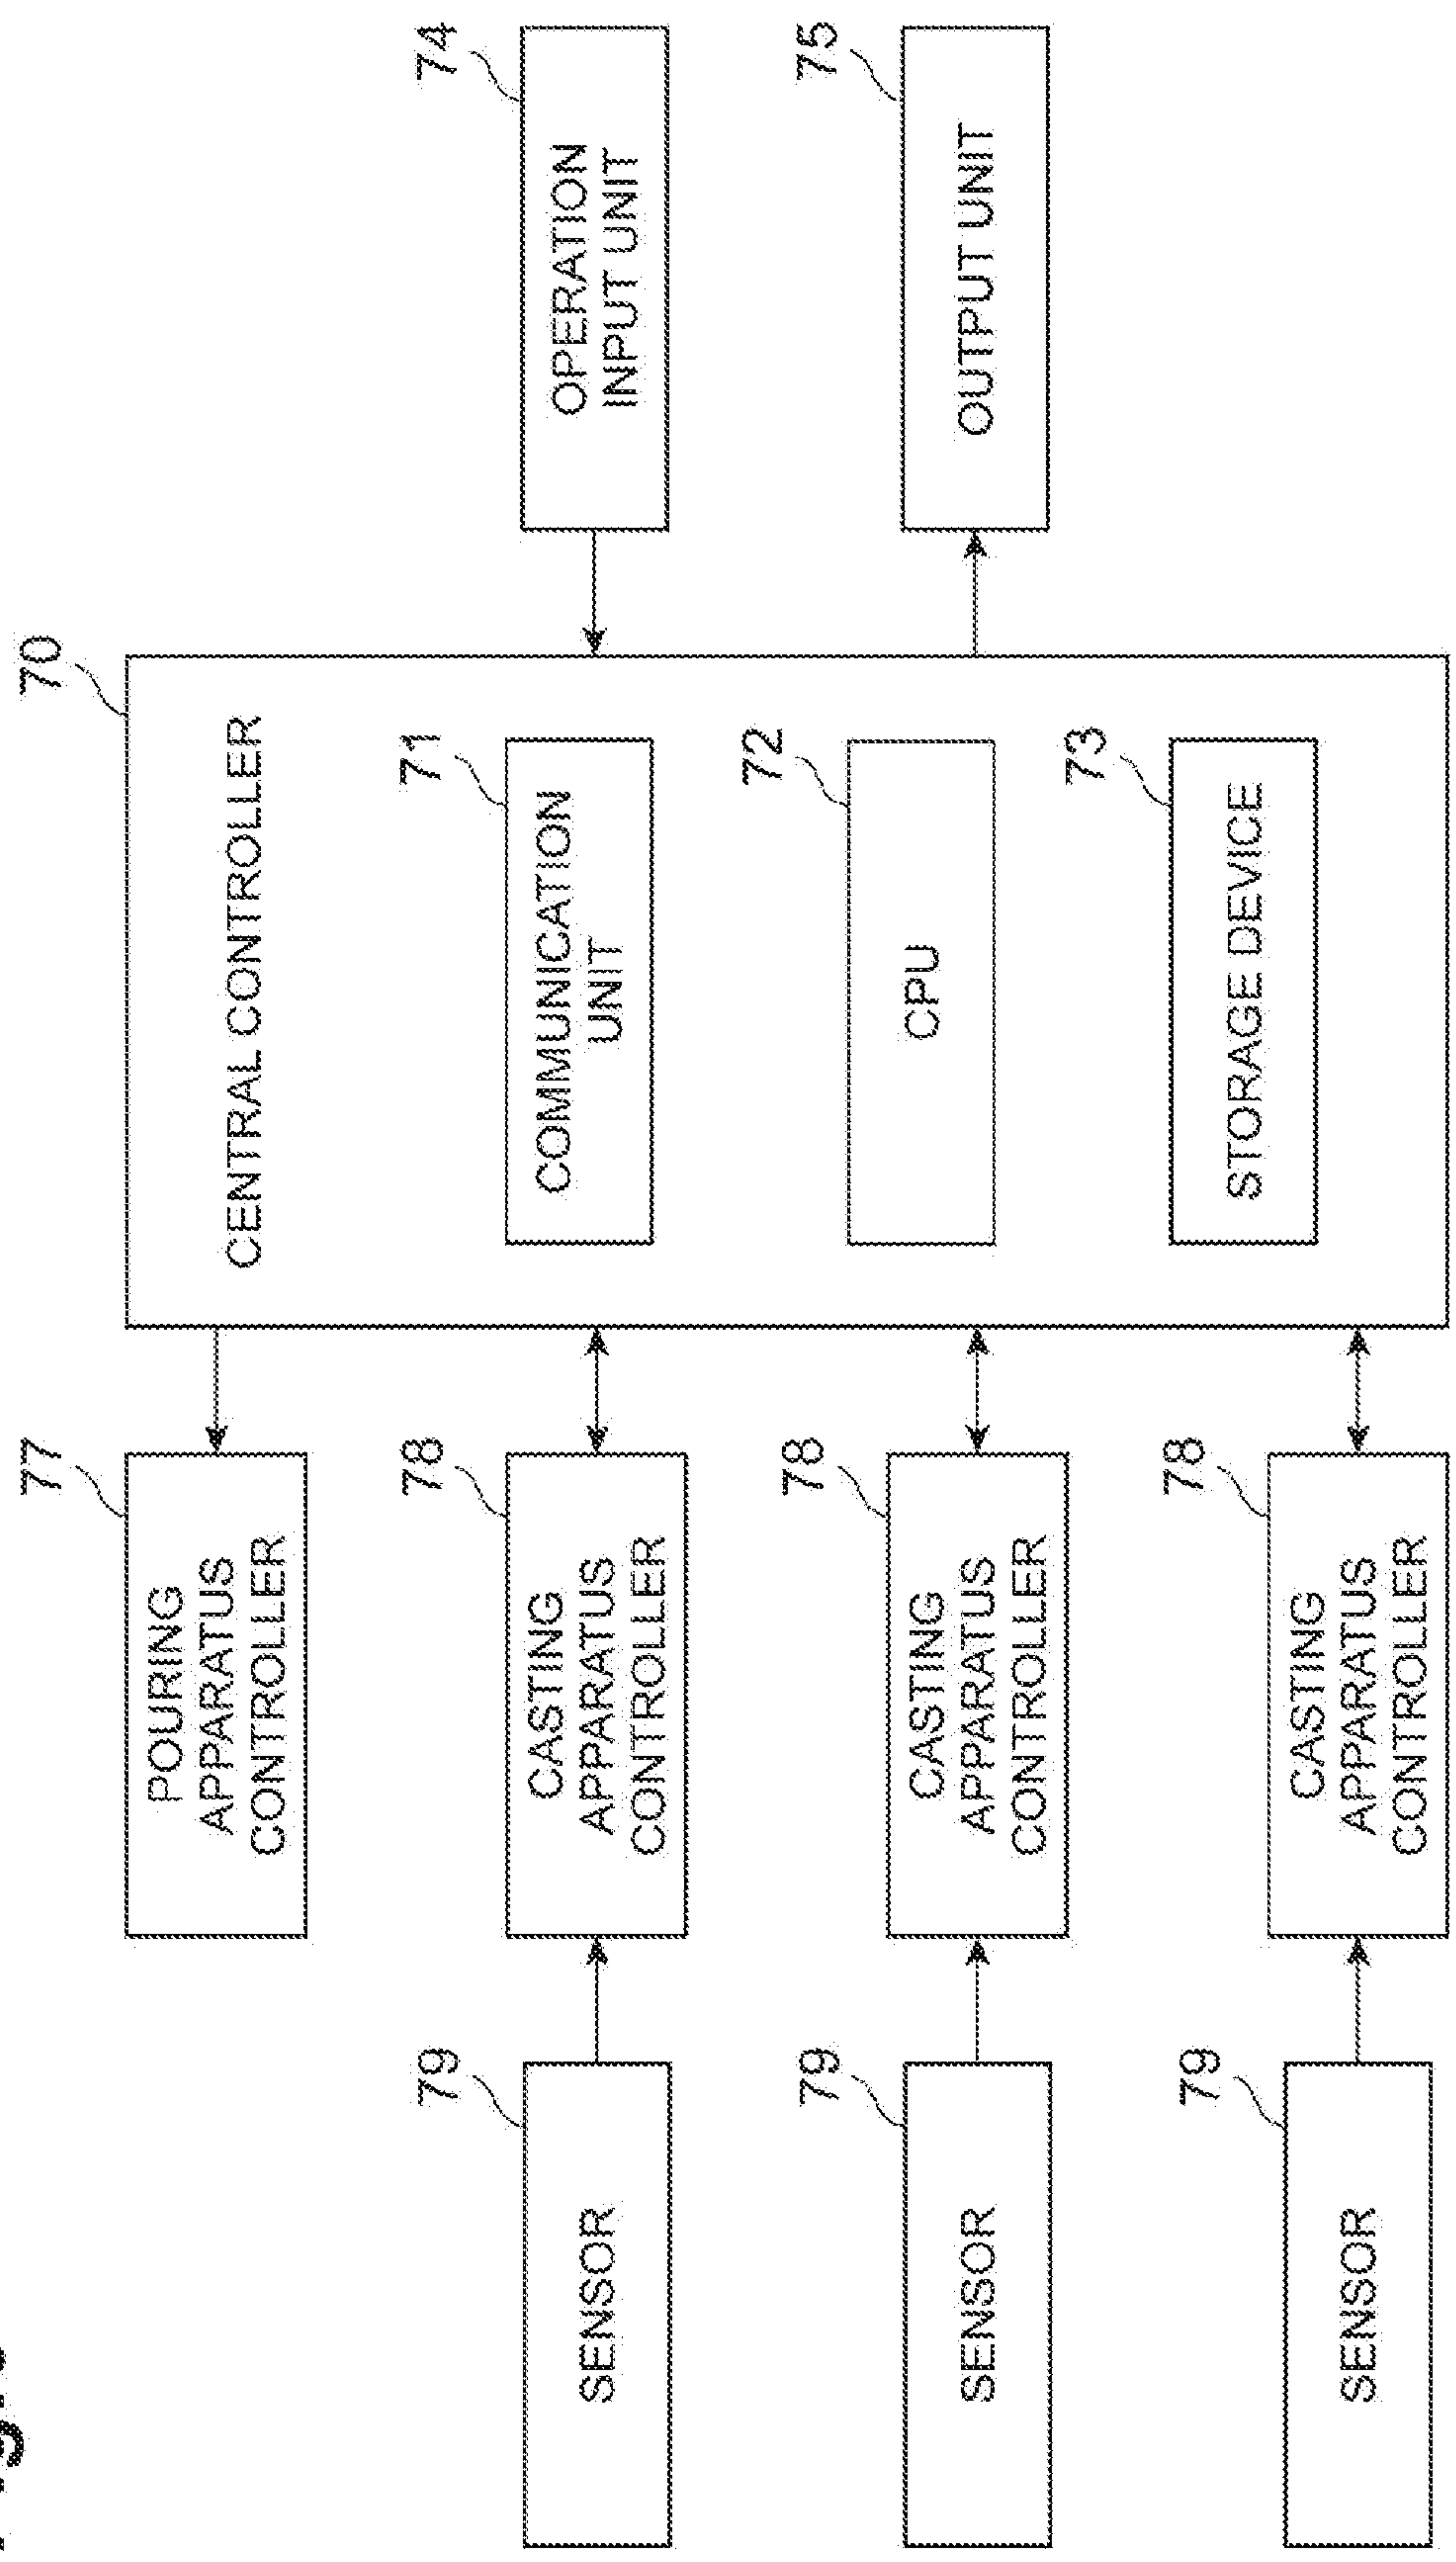 77
POURING
APPARATUS
CONTROLLER
70
CENTRAL CONTROLLER
79
SENSOR
78
CASTING
APPARATUS
CONTROLLER
71
COMMUNICATION
UNIT
74
OPERATION
INPUT UNIT
79
SENSOR
78
CASTING
APPARATUS
CONTROLLER
72
CPU
75
OUTPUT UNIT
79
SENSOR
78
CASTING
APPARATUS
CONTROLLER
73
STORAGE DEVICE